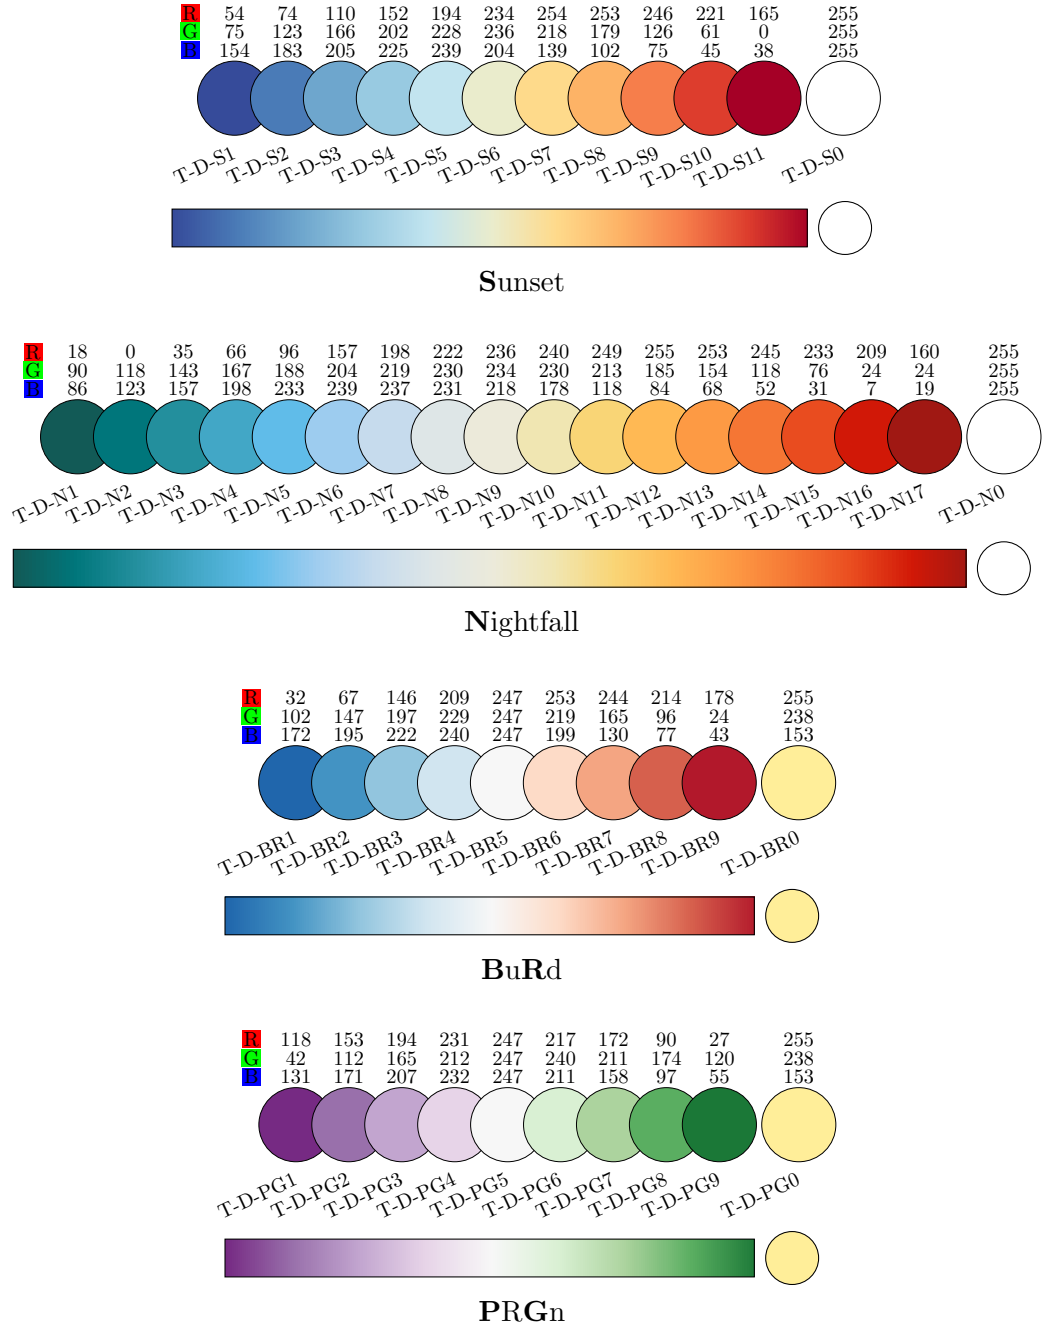 R 54 74 110 152 194 234 254 253 246 221 165 255
G 75 123 166 202 228 236 218 179 126 61 0 255
B 154 183 205 225 239 204 139 102 75 45 38 255
T-D-S1 T-D-S2 T-D-S3 T-D-S4 T-D-S5 T-D-S6 T-D-S7 T-D-S8 T-D-S9 T-D-S10 T-D-S11 T-D-S0
Sunset
R 18 0 35 66 96 157 198 222 236 240 249 255 253 245 233 209 160 255
G 90 118 143 167 188 204 219 230 234 230 213 185 154 118 76 24 24 255
B 86 123 157 198 233 239 237 231 218 178 118 84 68 52 31 7 19 255
T-D-N1 T-D-N2 T-D-N3 T-D-N4 T-D-N5 T-D-N6 T-D-N7 T-D-N8 T-D-N9 T-D-N10 T-D-N11 T-D-N12 T-D-N13 T-D-N14 T-D-N15 T-D-N16 T-D-N17 T-D-N0
Nightfall
R 32 67 146 209 247 253 244 214 178 255
G 102 147 197 229 247 219 165 96 24 238
B 172 195 222 240 247 199 130 77 43 153
T-D-BR1 T-D-BR2 T-D-BR3 T-D-BR4 T-D-BR5 T-D-BR6 T-D-BR7 T-D-BR8 T-D-BR9 T-D-BR0
BuRd
R 118 153 194 231 247 217 172 90 27 255
G 42 112 165 212 247 240 211 174 120 238
B 131 171 207 232 247 211 158 97 55 153
T-D-PG1 T-D-PG2 T-D-PG3 T-D-PG4 T-D-PG5 T-D-PG6 T-D-PG7 T-D-PG8 T-D-PG9 T-D-PG0
PRGn